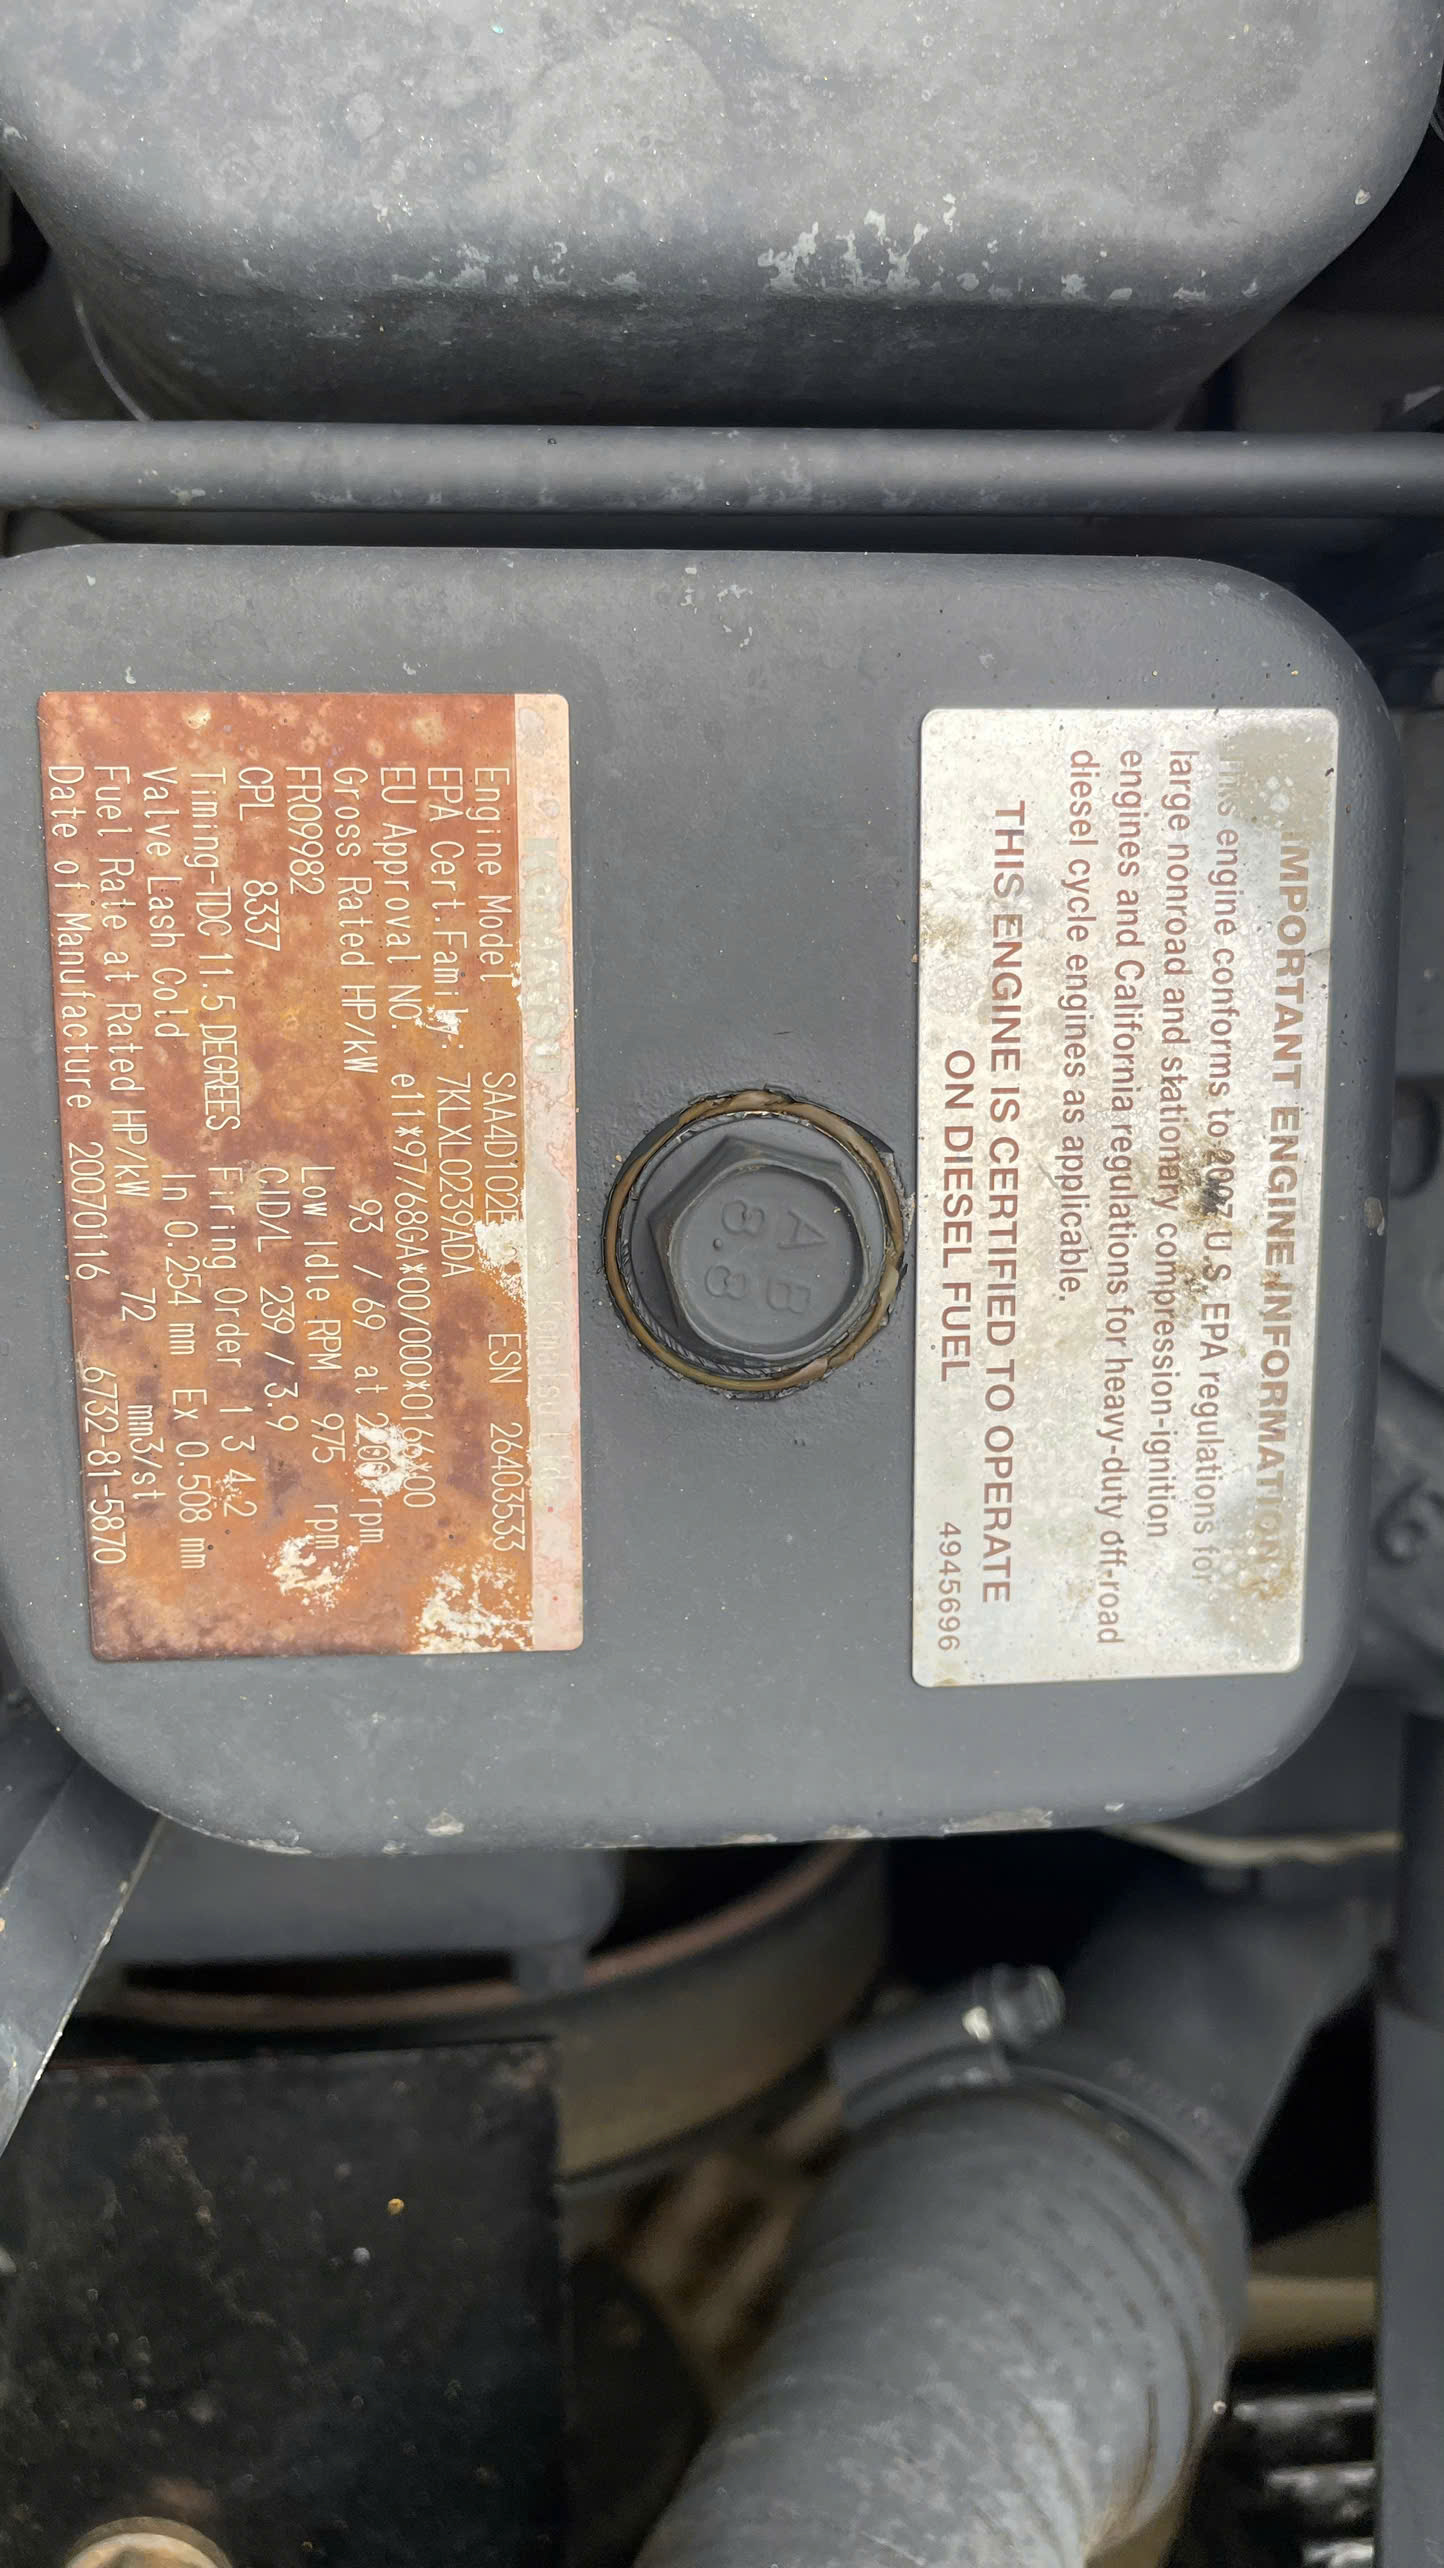 IMPORTANT ENGINE INFORMATION
This engine conforms to 2007 U.S. EPA regulations for
large nonroad and stationary compression-ignition
engines and California regulations for heavy-duty off-road
diesel cycle engines as applicable.
THIS ENGINE IS CERTIFIED TO OPERATE
ON DIESEL FUEL
4945696
AB
8.8
KOMATSU Komatsu Ltd.
Engine Model SAA4D102E ESN 26403533
EPA Cert.Family: 7KLXL0239ADA
EU Approval NO. e11*97/68GA*00/000*0166*00
Gross Rated HP/kW 93 / 69 at 2200 rpm
FR09982 Low Idle RPM 975 rpm
CPL 8337 CID/L 239 / 3.9
Timing-TDC 11.5 DEGREES Firing Order 1 3 4 2
Valve Lash Cold In 0.254 mm Ex 0.508 mm
Fuel Rate at Rated HP/kW 72 mm3/st
Date of Manufacture 20070116 6732-81-5870